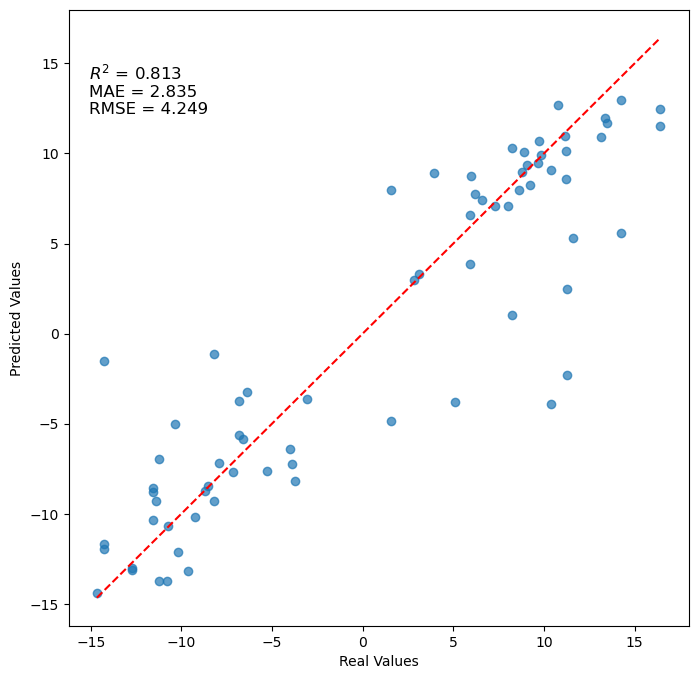 R² = 0.813
MAE = 2.835
RMSE = 4.249
15
10
5
0
−5
−10
−15
Predicted Values
−15 −10 −5 0 5 10 15
Real Values